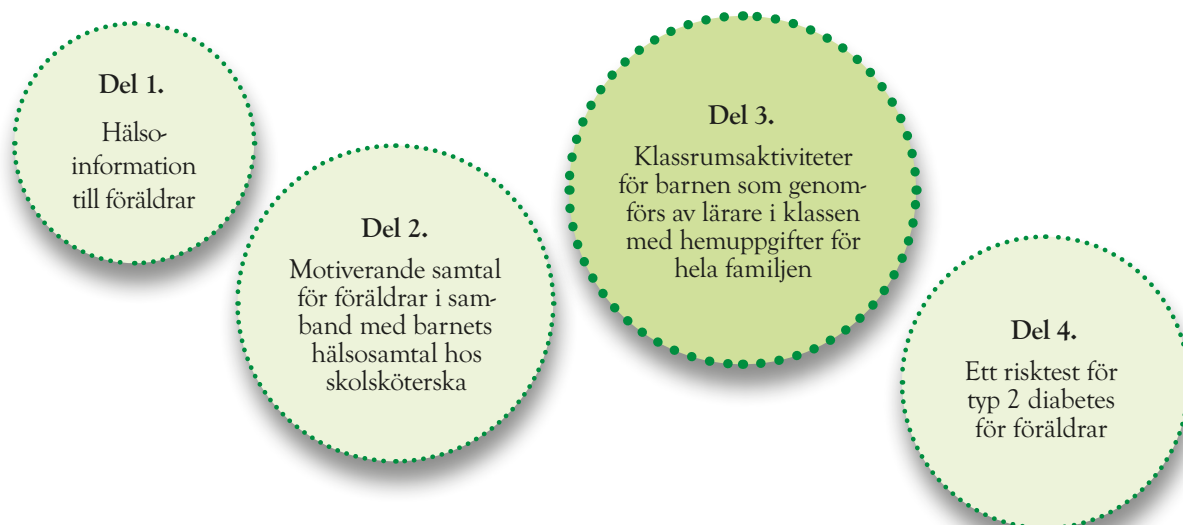 Del 1.
Hälso-
information
till föräldrar
Del 2.
Motiverande samtal
för föräldrar i sam-
band med barnets
hälsosamtal hos
skolsköterska
Del 3.
Klassrumsaktiviteter
för barnen som genom-
förs av lärare i klassen
med hemuppgifter för
hela familjen
Del 4.
Ett risktest för
typ 2 diabetes
för föräldrar